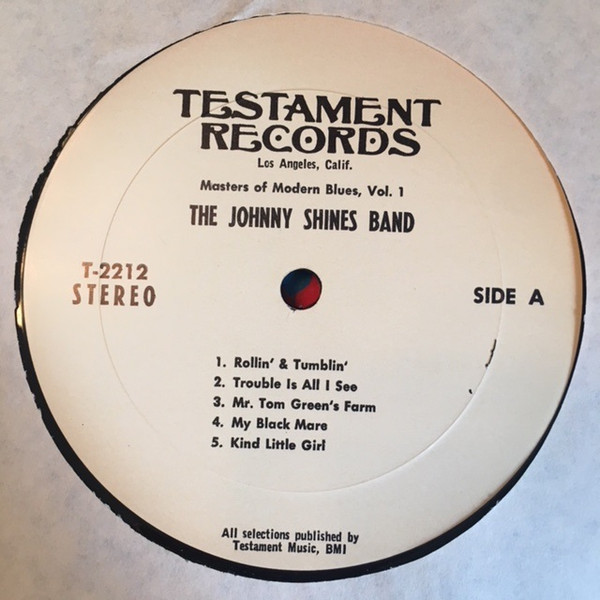 TESTAMENT
RECORDS
Los Angeles, Calif.
Masters of Modern Blues, Vol. 1
THE JOHNNY SHINES BAND
T-2212
STEREO
SIDE A
1. Rollin' & Tumblin'
2. Trouble Is All I See
3. Mr. Tom Green's Farm
4. My Black Mare
5. Kind Little Girl
All selections published by
Testament Music, BMI